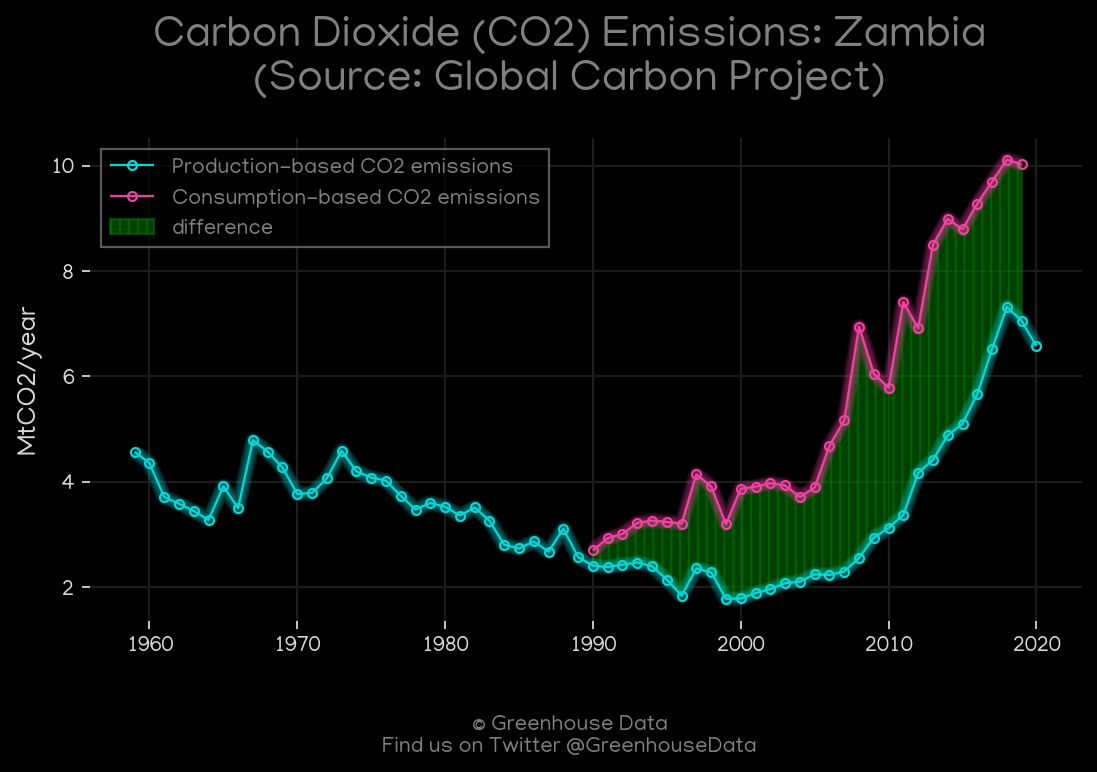 Carbon Dioxide (CO2) Emissions: Zambia
(Source: Global Carbon Project)
Production-based CO2 emissions
Consumption-based CO2 emissions
difference
MtCO2/year
10
8
6
4
2
1960 1970 1980 1990 2000 2010 2020
© Greenhouse Data
Find us on Twitter @GreenhouseData